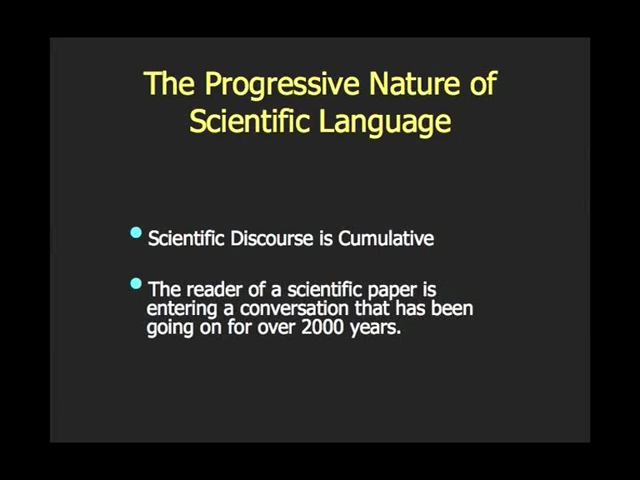 The Progressive Nature of
Scientific Language
Scientific Discourse is Cumulative
The reader of a scientific paper is
entering a conversation that has been
going on for over 2000 years.